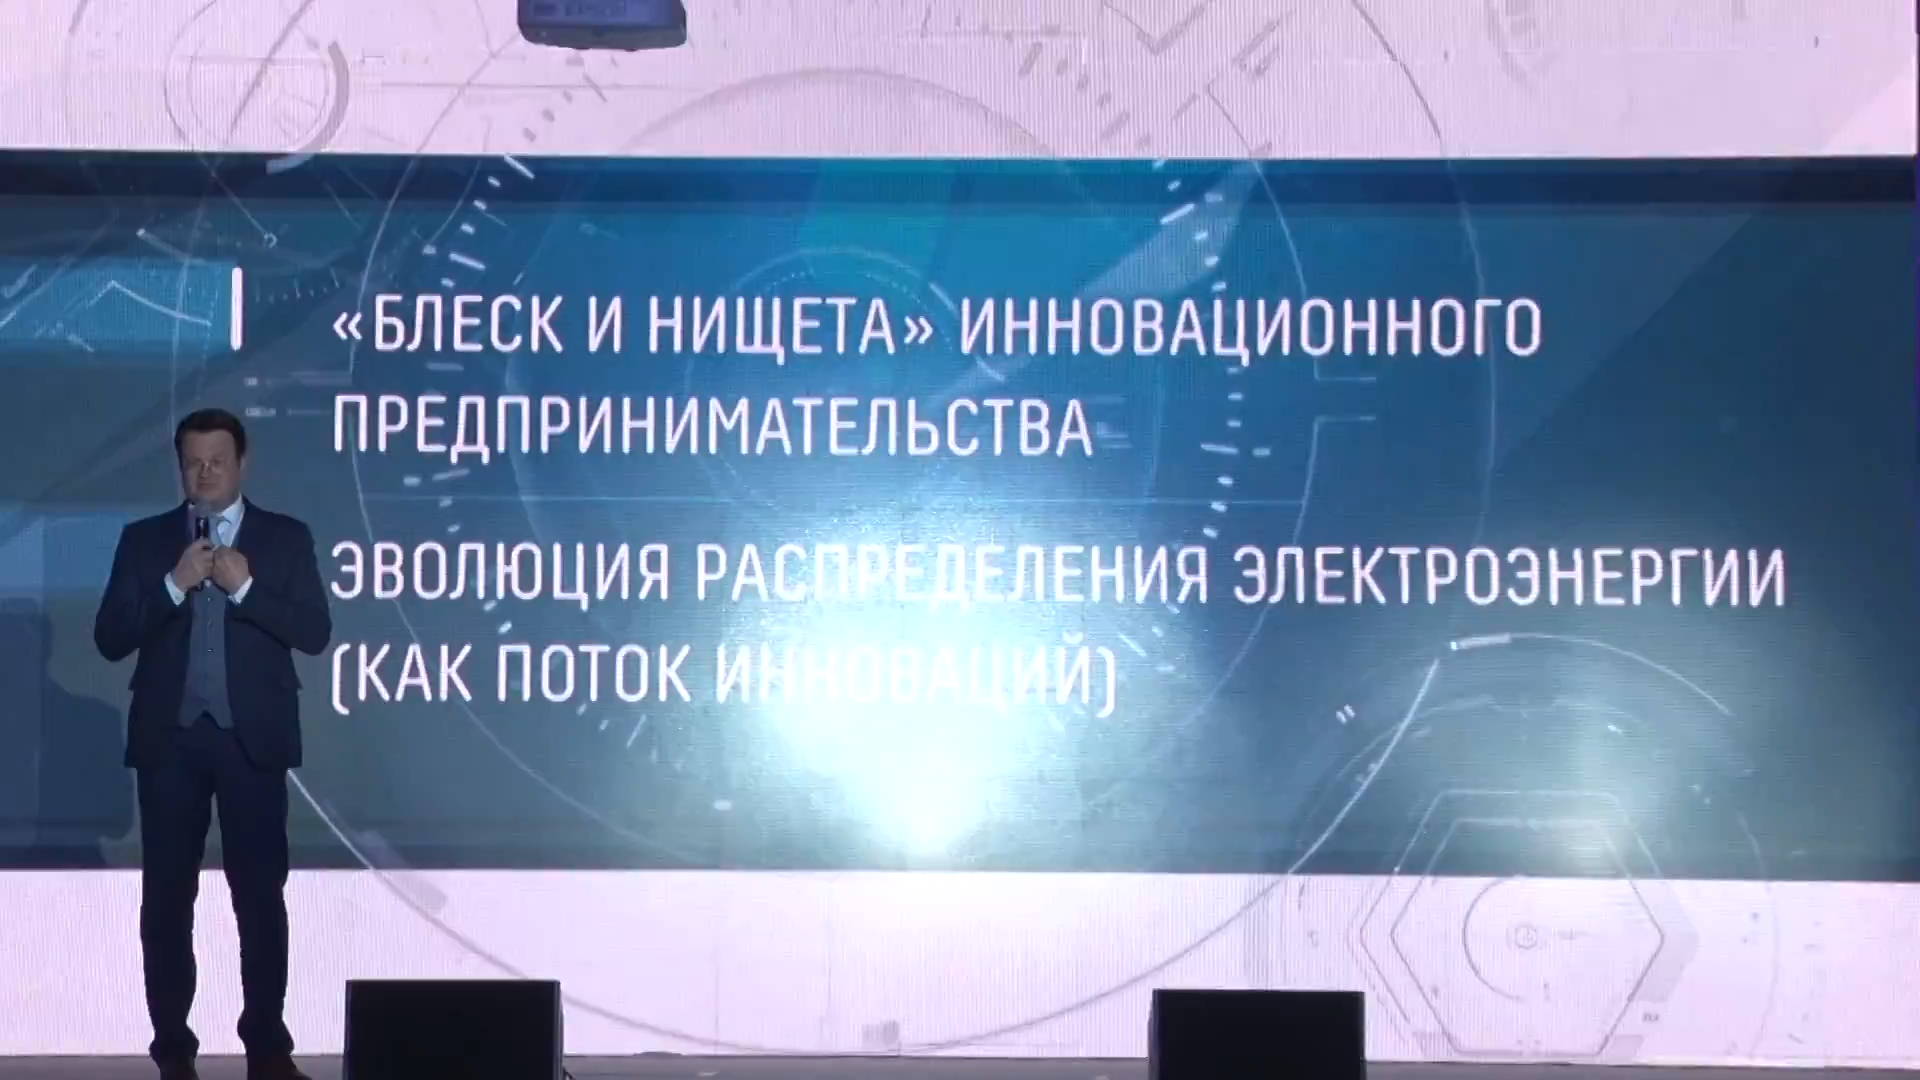 «БЛЕСК И НИЩЕТА» ИННОВАЦИОННОГО
ПРЕДПРИНИМАТЕЛЬСТВА
ЭВОЛЮЦИЯ РАСПРЕДЕЛЕНИЯ ЭЛЕКТРОЭНЕРГИИ
(КАК ПОТОК ИННОВАЦИЙ)